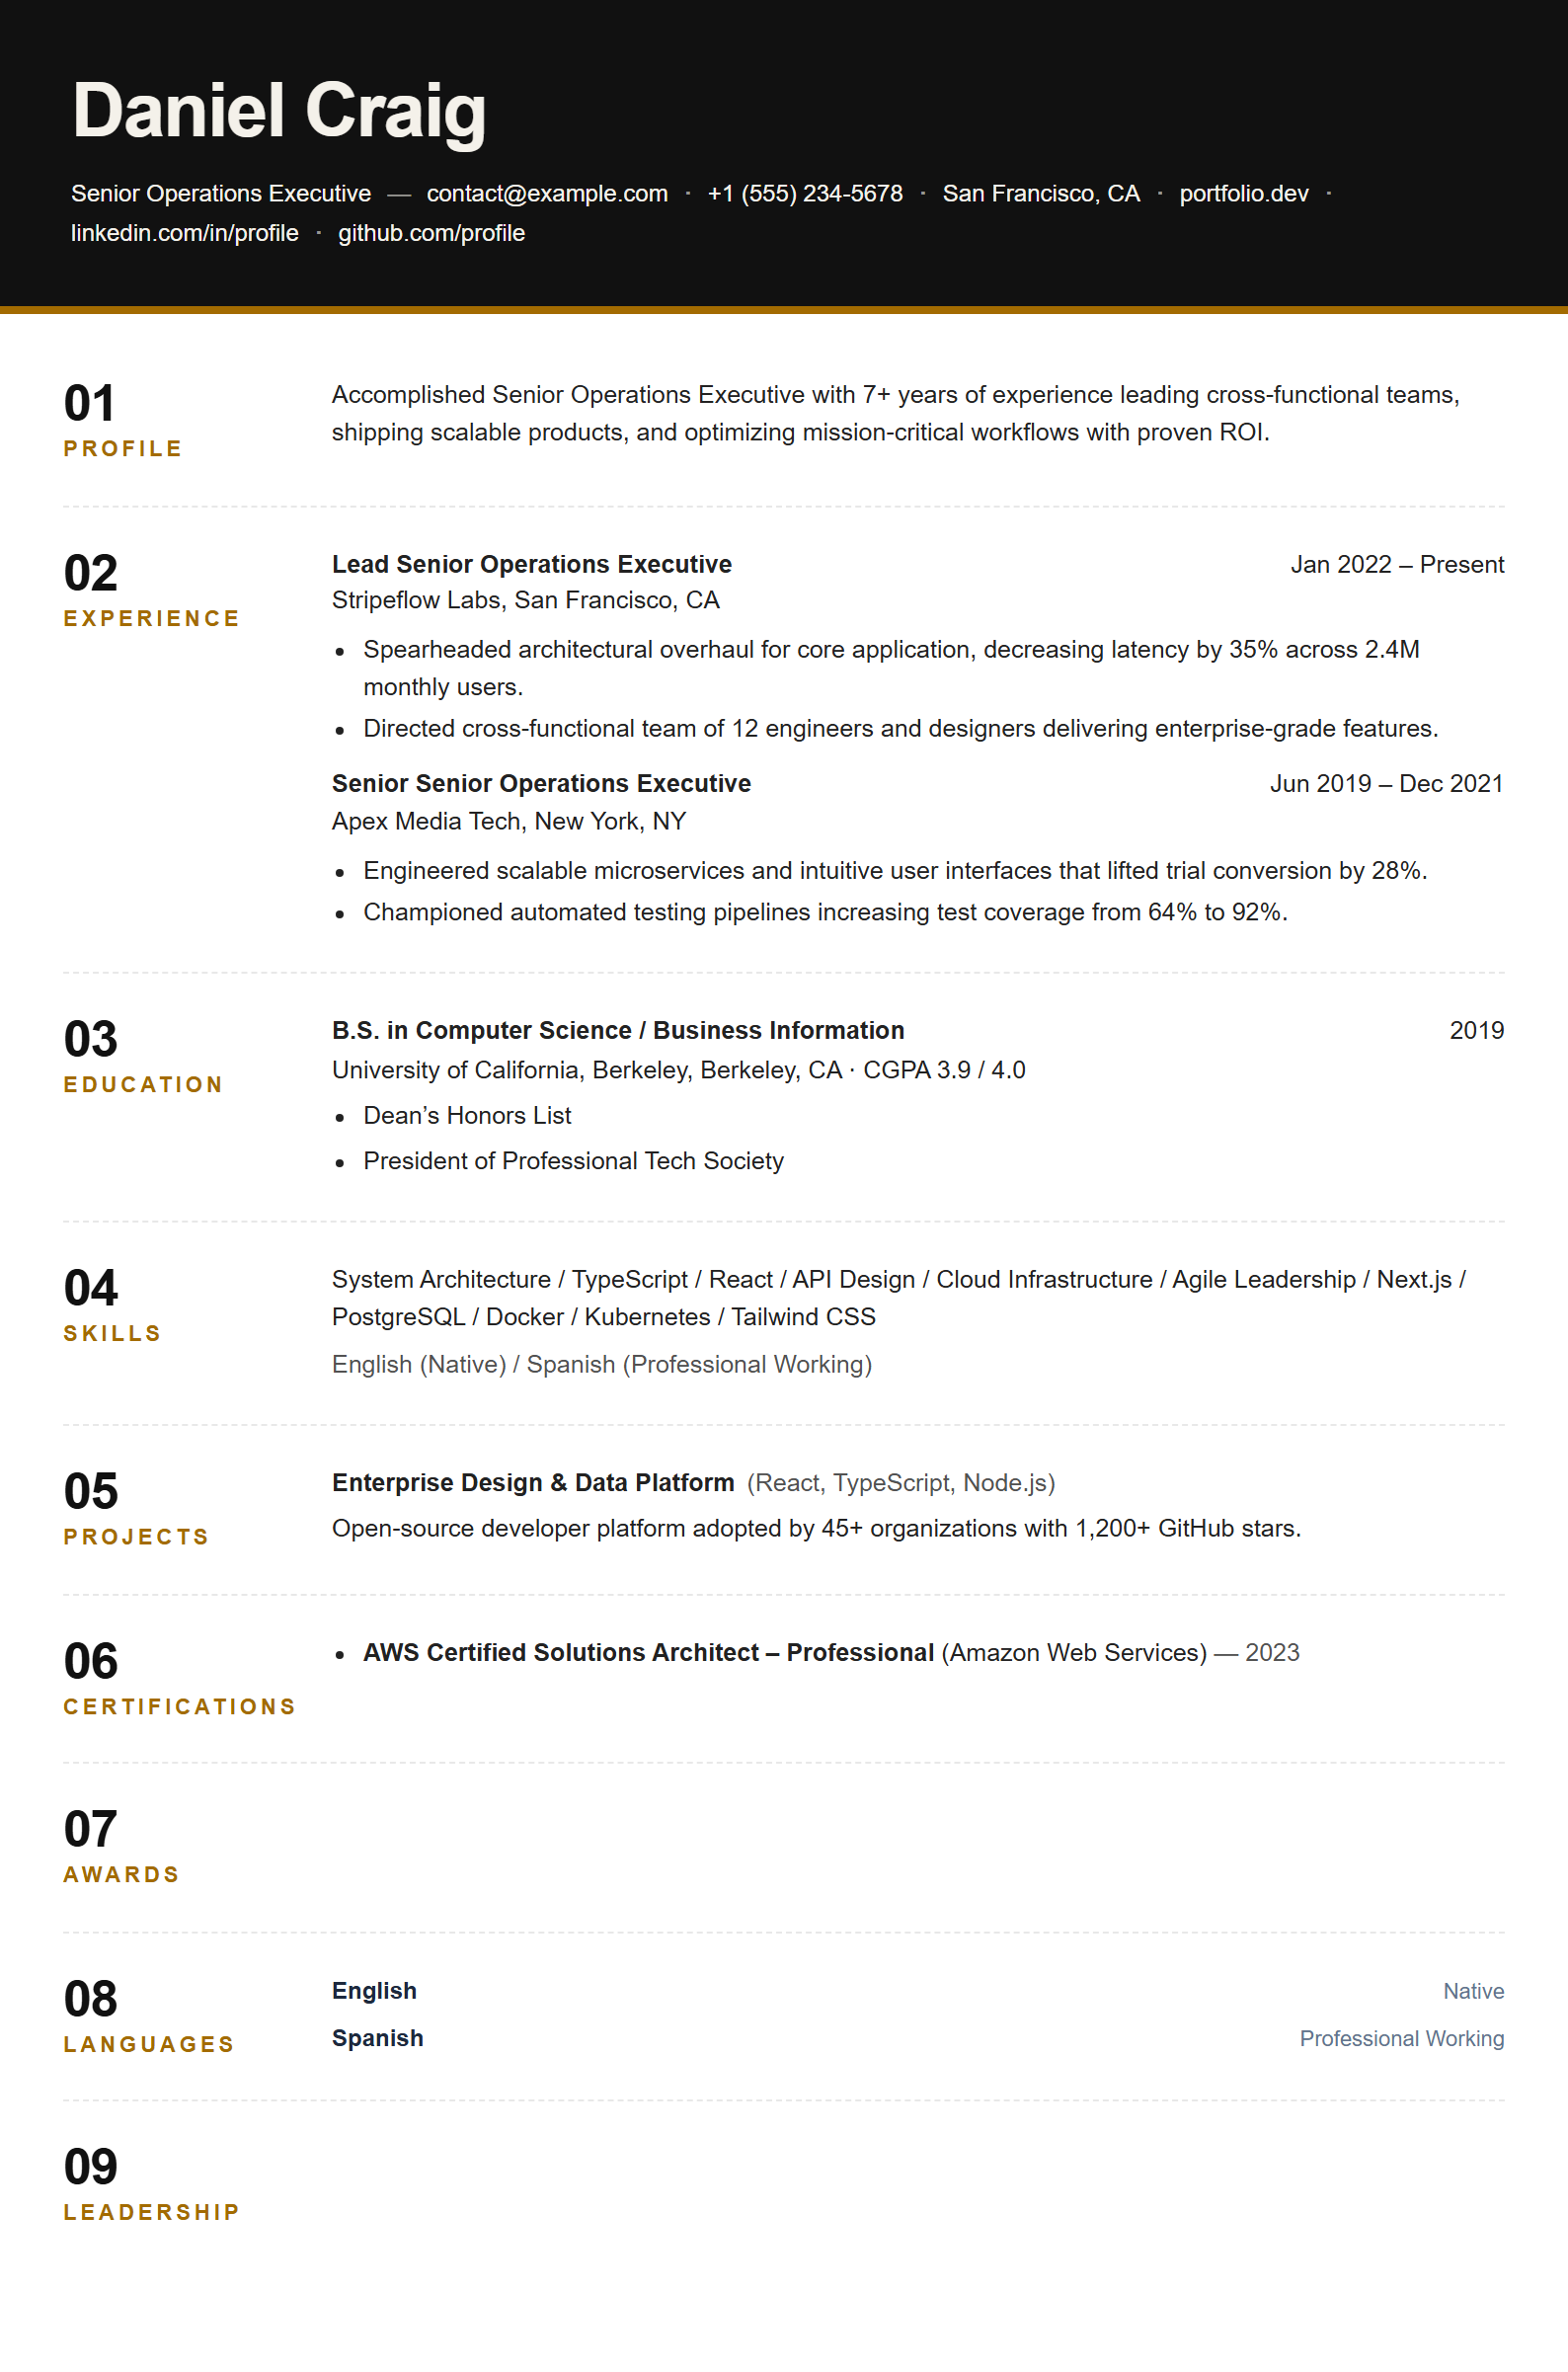 Daniel Craig
Senior Operations Executive — contact@example.com · +1 (555) 234-5678 · San Francisco, CA · portfolio.dev ·
linkedin.com/in/profile · github.com/profile
01
PROFILE
Accomplished Senior Operations Executive with 7+ years of experience leading cross-functional teams,
shipping scalable products, and optimizing mission-critical workflows with proven ROI.
02
EXPERIENCE
Lead Senior Operations Executive Jan 2022 – Present
Stripeflow Labs, San Francisco, CA
• Spearheaded architectural overhaul for core application, decreasing latency by 35% across 2.4M
monthly users.
• Directed cross-functional team of 12 engineers and designers delivering enterprise-grade features.
Senior Senior Operations Executive Jun 2019 – Dec 2021
Apex Media Tech, New York, NY
• Engineered scalable microservices and intuitive user interfaces that lifted trial conversion by 28%.
• Championed automated testing pipelines increasing test coverage from 64% to 92%.
03
EDUCATION
B.S. in Computer Science / Business Information 2019
University of California, Berkeley, Berkeley, CA · CGPA 3.9 / 4.0
• Dean’s Honors List
• President of Professional Tech Society
04
SKILLS
System Architecture / TypeScript / React / API Design / Cloud Infrastructure / Agile Leadership / Next.js /
PostgreSQL / Docker / Kubernetes / Tailwind CSS
English (Native) / Spanish (Professional Working)
05
PROJECTS
Enterprise Design & Data Platform (React, TypeScript, Node.js)
Open-source developer platform adopted by 45+ organizations with 1,200+ GitHub stars.
06
CERTIFICATIONS
• AWS Certified Solutions Architect – Professional (Amazon Web Services) — 2023
07
AWARDS
08
LANGUAGES
English Native
Spanish Professional Working
09
LEADERSHIP